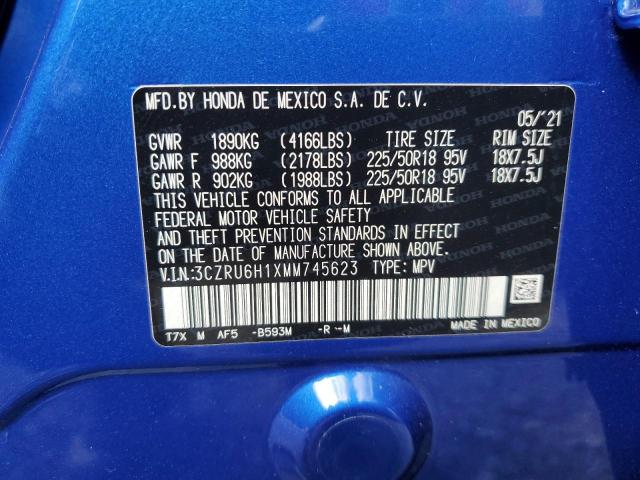 MFD.BY HONDA DE MEXICO S.A. DE C.V.
05/'21
GVWR 1890KG (4166LBS) TIRE SIZE RIM SIZE
GAWR F 988KG (2178LBS) 225/50R18 95V 18X7.5J
GAWR R 902KG (1988LBS) 225/50R18 95V 18X7.5J
THIS VEHICLE CONFORMS TO ALL APPLICABLE
FEDERAL MOTOR VEHICLE SAFETY
AND THEFT PREVENTION STANDARDS IN EFFECT
ON THE DATE OF MANUFACTURE SHOWN ABOVE.
V.I.N:3CZRU6H1XMM745623 TYPE: MPV
T7X M AF5 -B593M -R -M
MADE IN MEXICO